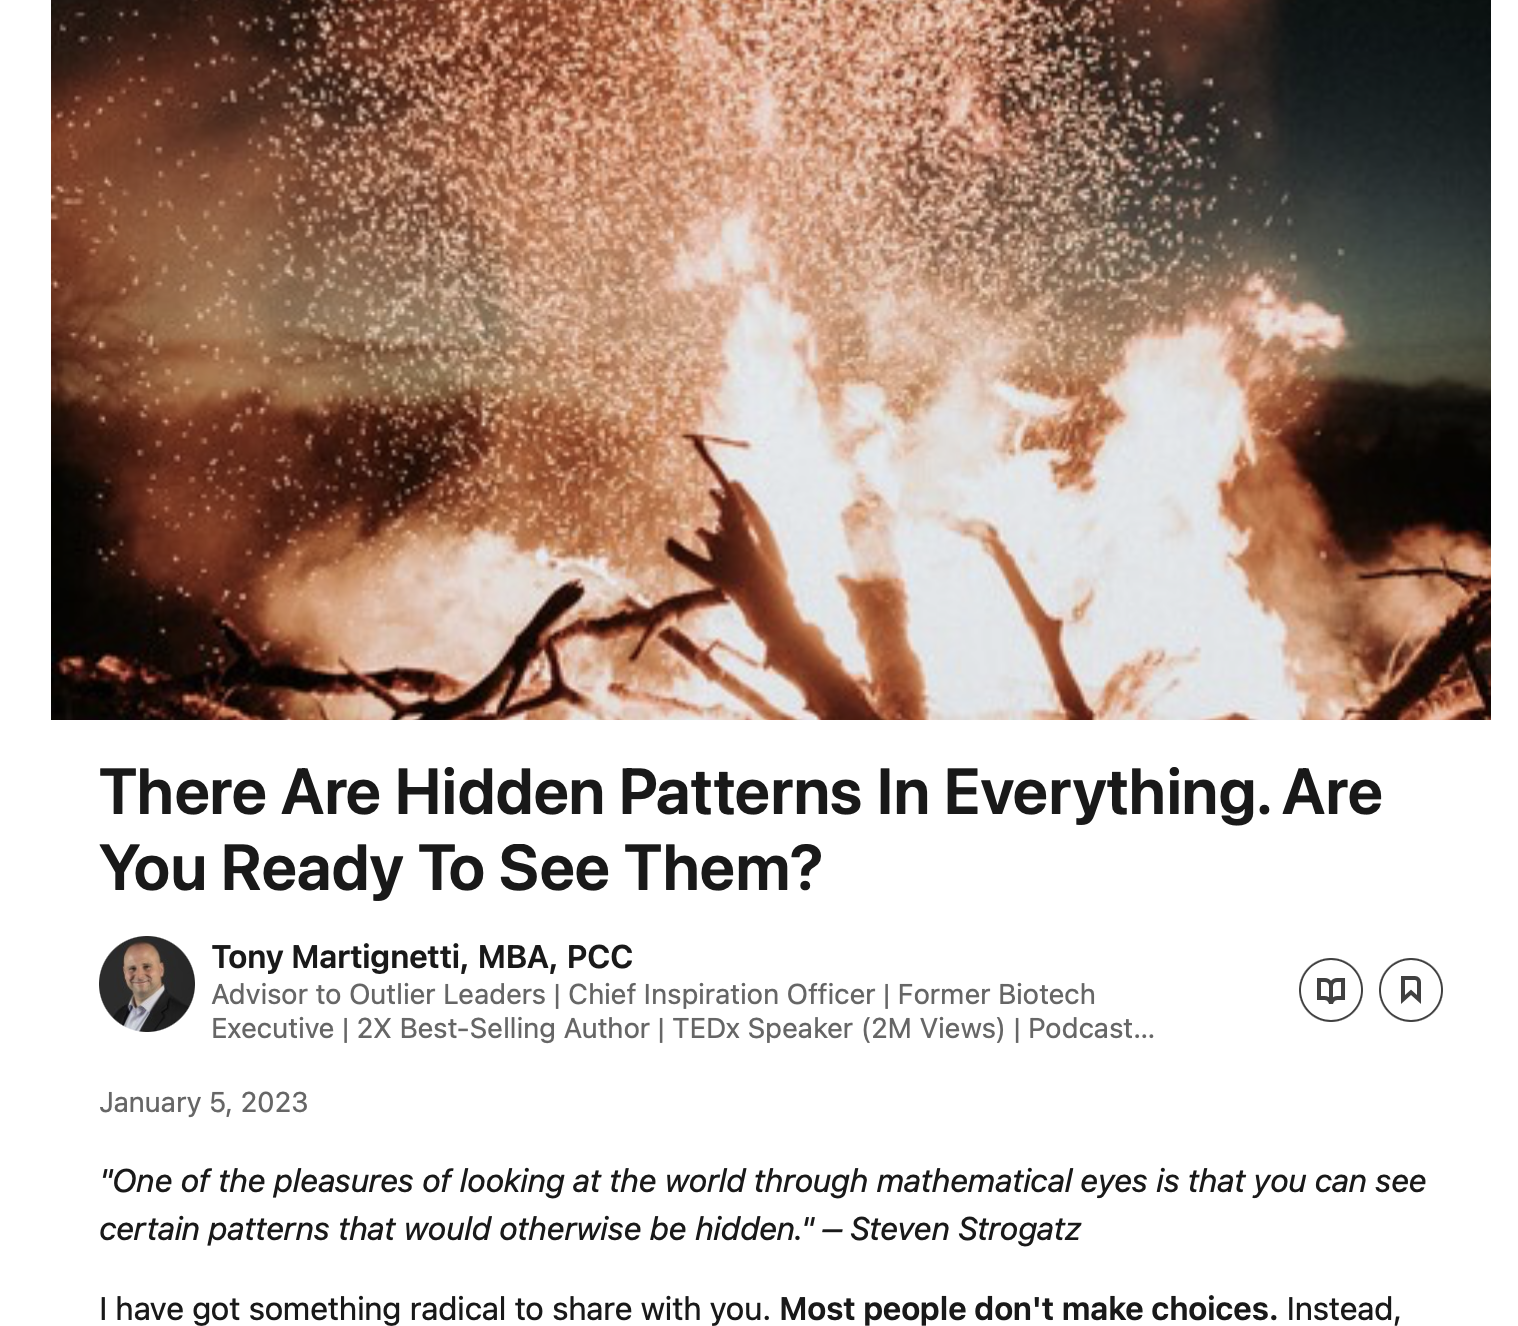 There Are Hidden Patterns In Everything. Are
You Ready To See Them?
Tony Martignetti, MBA, PCC
Advisor to Outlier Leaders | Chief Inspiration Officer | Former Biotech
Executive | 2X Best-Selling Author | TEDx Speaker (2M Views) | Podcast...
January 5, 2023
"One of the pleasures of looking at the world through mathematical eyes is that you can see
certain patterns that would otherwise be hidden." – Steven Strogatz
I have got something radical to share with you. Most people don't make choices. Instead,